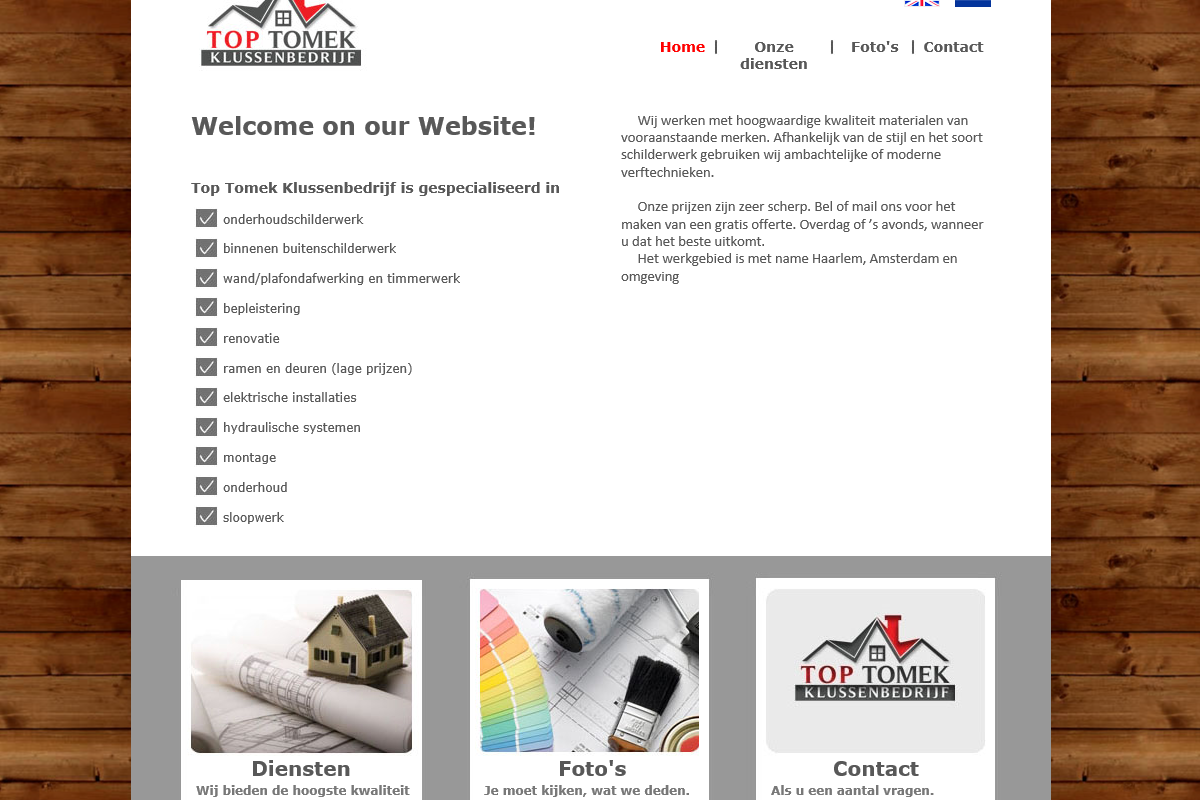 TOP TOMEK
KLUSSENBEDRIJF
Home | Onze diensten | Foto's | Contact
Welcome on our Website!
Top Tomek Klussenbedrijf is gespecialiseerd in
onderhoudschilderwerk
binnenen buitenschilderwerk
wand/plafondafwerking en timmerwerk
bepleistering
renovatie
ramen en deuren (lage prijzen)
elektrische installaties
hydraulische systemen
montage
onderhoud
sloopwerk
Wij werken met hoogwaardige kwaliteit materialen van
vooraanstaande merken. Afhankelijk van de stijl en het soort
schilderwerk gebruiken wij ambachtelijke of moderne
verftechnieken.
Onze prijzen zijn zeer scherp. Bel of mail ons voor het
maken van een gratis offerte. Overdag of ’s avonds, wanneer
u dat het beste uitkomt.
Het werkgebied is met name Haarlem, Amsterdam en
omgeving
Diensten
Wij bieden de hoogste kwaliteit
Foto's
Je moet kijken, wat we deden.
TOP TOMEK
KLUSSENBEDRIJF
Contact
Als u een aantal vragen.